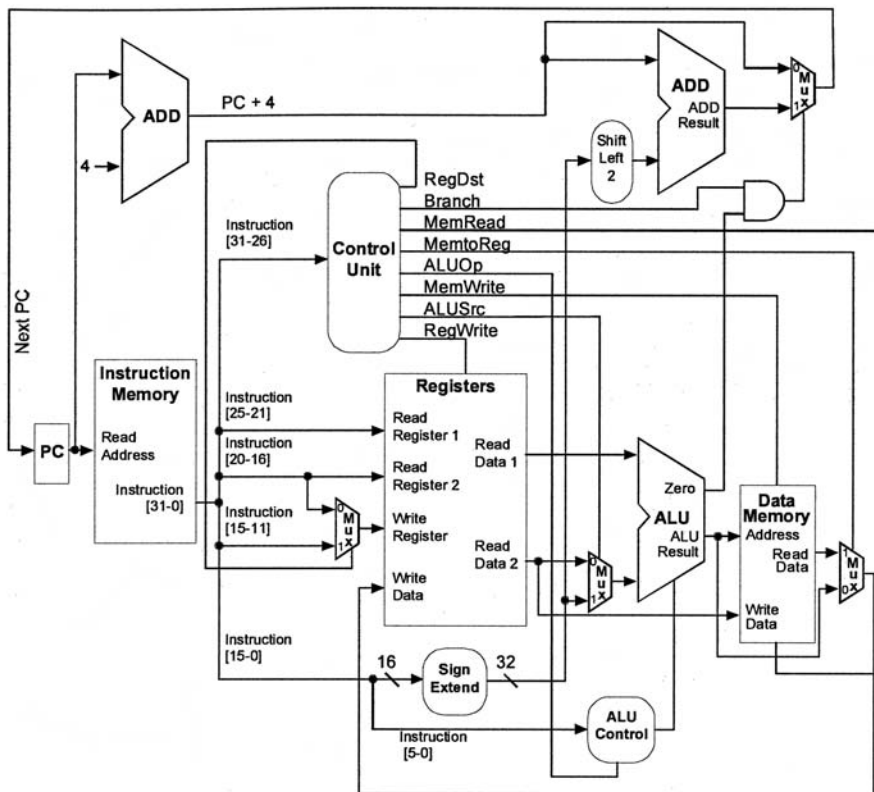 ADD
PC + 4
4
Next PC
ADD
ADD
Result
Shift
Left
2
0
Mux
1
Instruction
[31-26]
Control
Unit
RegDst
Branch
MemRead
MemtoReg
ALUOp
MemWrite
ALUSrc
RegWrite
PC
Instruction
Memory
Read
Address
Instruction
[31-0]
Instruction
[25-21]
Instruction
[20-16]
Instruction
[15-11]
Instruction
[15-0]
0
Mux
1
Registers
Read
Register 1
Read
Register 2
Write
Register
Write
Data
Read
Data 1
Read
Data 2
0
Mux
1
Zero
ALU
ALU
Result
Data
Memory
Address
Read
Data
Write
Data
1
Mux
0
16
Sign
Extend
32
Instruction
[5-0]
ALU
Control